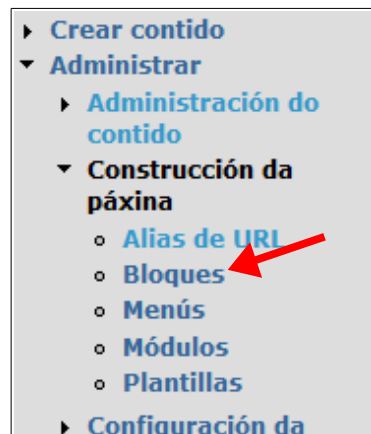 Crear contido
Administrar
Administración do
contido
Construcción da
páxina
Alias de URL
Bloques
Menús
Módulos
Plantillas
Configuración da